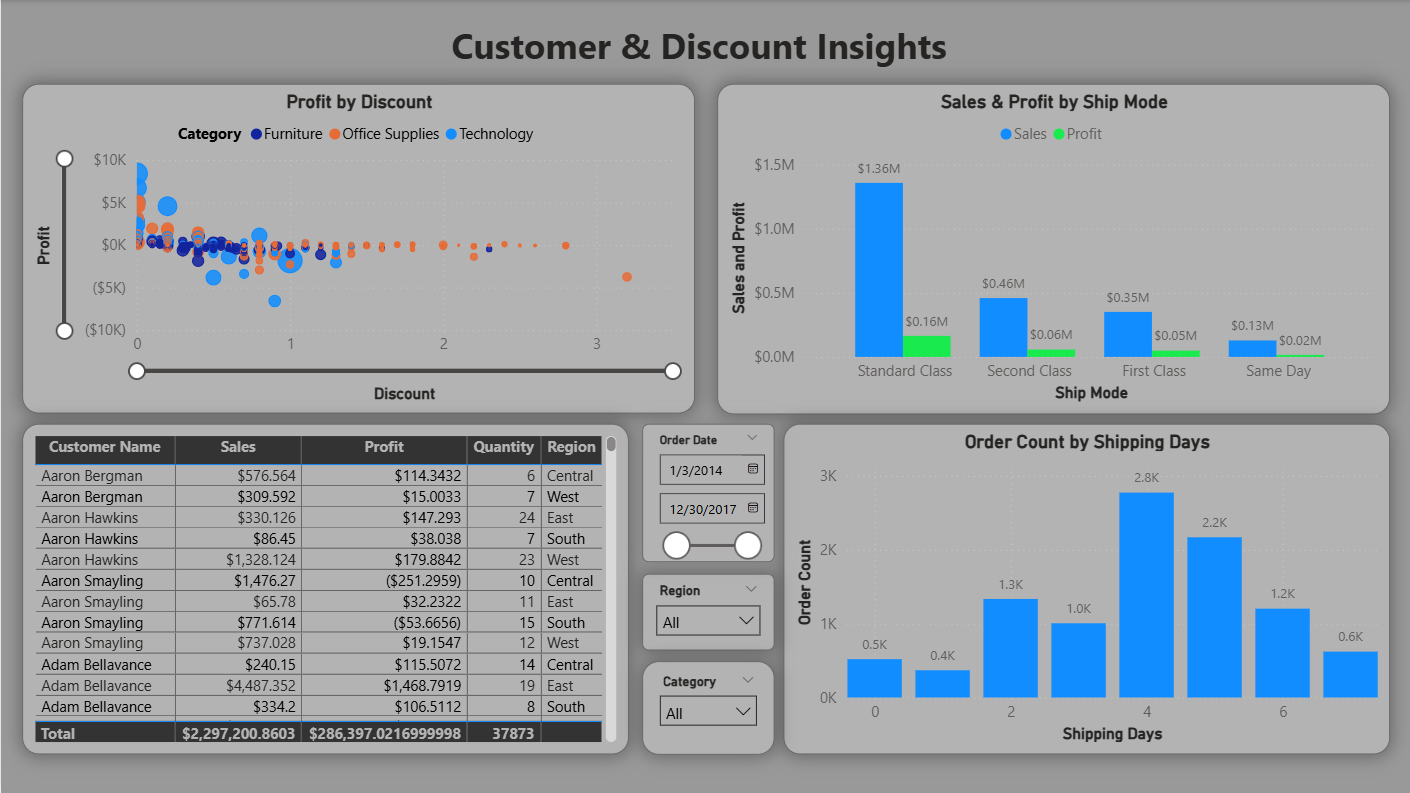 Customer & Discount Insights
Profit by Discount
Category Furniture Office Supplies Technology
Profit
$10K
$5K
$0K
($5K)
($10K)
0 1 2 3
Discount
Sales & Profit by Ship Mode
Sales Profit
Sales and Profit
$1.5M
$1.0M
$0.5M
$0.0M
$1.36M
$0.16M
$0.46M
$0.06M
$0.35M
$0.05M
$0.13M
$0.02M
Standard Class Second Class First Class Same Day
Ship Mode
Customer Name Sales Profit Quantity Region
Aaron Bergman $576.564 $114.3432 6 Central
Aaron Bergman $309.592 $15.0033 7 West
Aaron Hawkins $330.126 $147.293 24 East
Aaron Hawkins $86.45 $38.038 7 South
Aaron Hawkins $1,328.124 $179.8842 23 West
Aaron Smayling $1,476.27 ($251.2959) 10 Central
Aaron Smayling $65.78 $32.2322 11 East
Aaron Smayling $771.614 ($53.6656) 15 South
Aaron Smayling $737.028 $19.1547 12 West
Adam Bellavance $240.15 $115.5072 14 Central
Adam Bellavance $4,487.352 $1,468.7919 19 East
Adam Bellavance $334.2 $106.5112 8 South
Total $2,297,200.8603 $286,397.0216999998 37873
Order Date
1/3/2014
12/30/2017
Region
All
Category
All
Order Count by Shipping Days
Order Count
3K
2K
1K
0K
0.5K
0.4K
1.3K
1.0K
2.8K
2.2K
1.2K
0.6K
0 2 4 6
Shipping Days